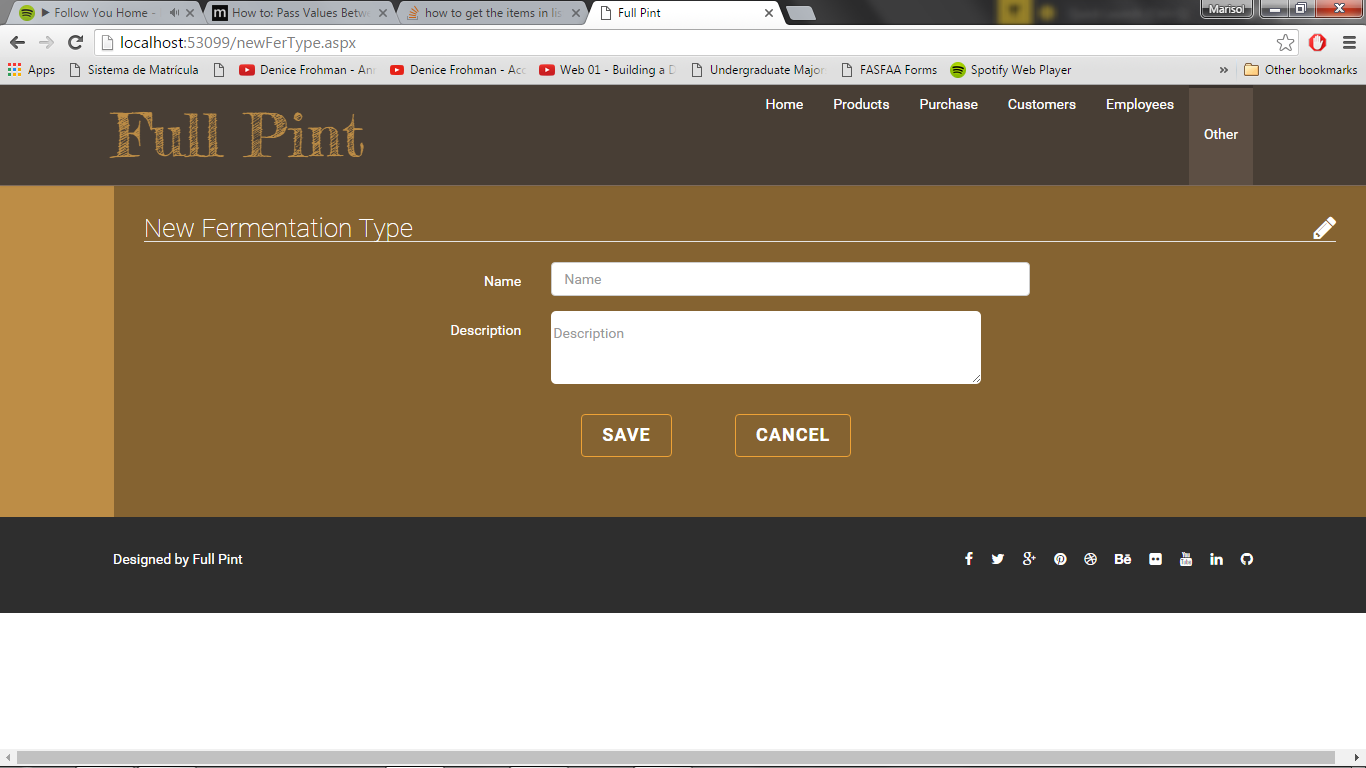 Follow You Home -
How to: Pass Values Betw
how to get the items in lis
Full Pint
Marisol
localhost:53099/newFerType.aspx
Apps
Sistema de Matrícula
Denice Frohman - Ann
Denice Frohman - Acc
Web 01 - Building a D
Undergraduate Major
FASFAA Forms
Spotify Web Player
»
Other bookmarks
Full Pint
Home
Products
Purchase
Customers
Employees
Other
New Fermentation Type
Name
Name
Description
Description
SAVE
CANCEL
Designed by Full Pint